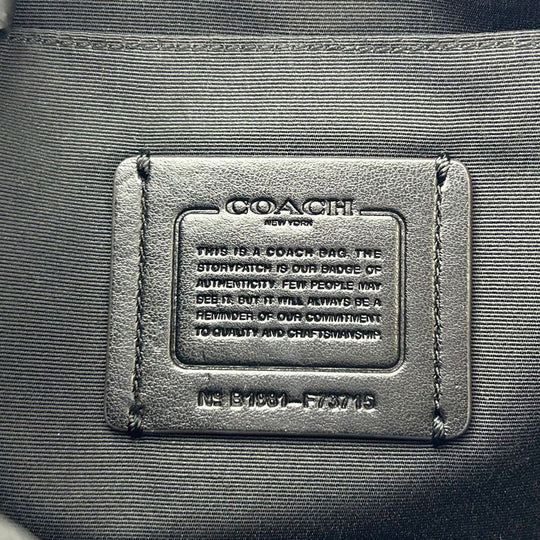 COACH
NEW YORK
THIS IS A COACH BAG. THE
STORYPATCH IS OUR BADGE OF
AUTHENTICITY. FEW PEOPLE MAY
SEE IT. BUT IT WILL ALWAYS BE A
REMINDER OF OUR COMMITMENT
TO QUALITY AND CRAFTSMANSHIP.
Nº B1981-F73715